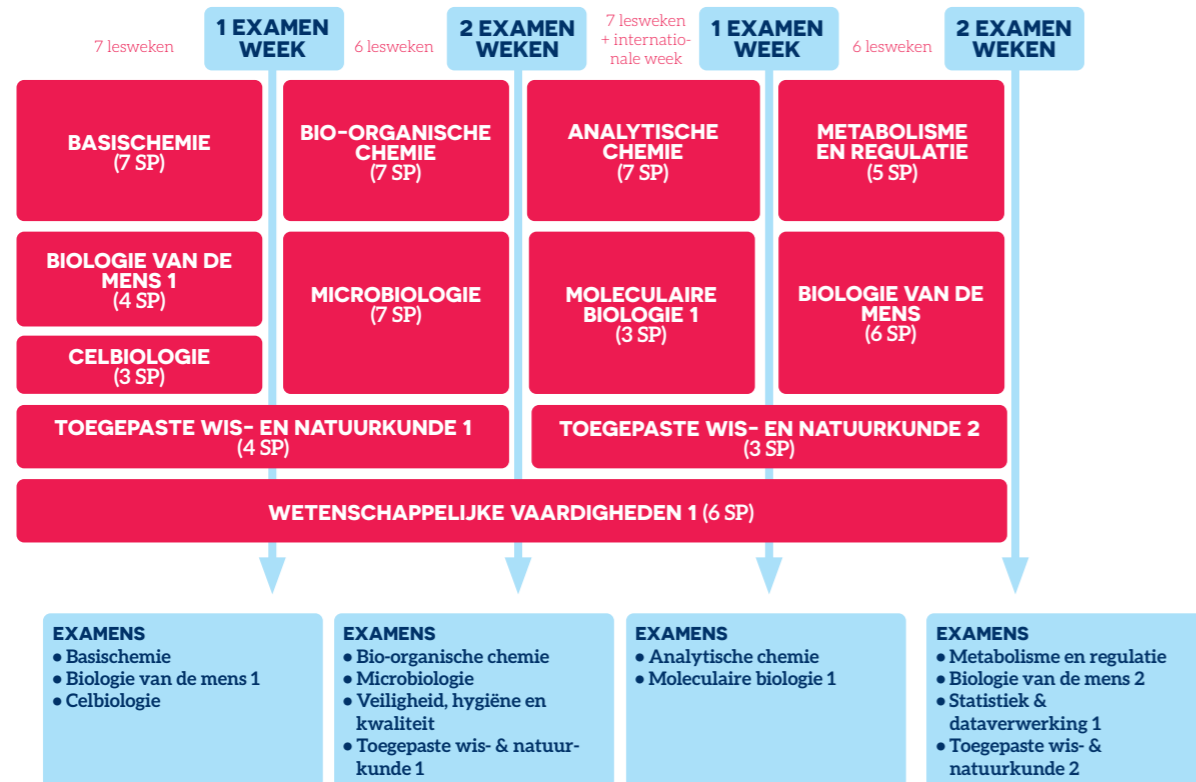 7 lesweken
1 EXAMEN
WEEK
6 lesweken
2 EXAMEN
WEKEN
7 lesweken
+ internatio-
nale week
1 EXAMEN
WEEK
6 lesweken
2 EXAMEN
WEKEN
BASISCHEMIE
(7 SP)
BIO-ORGANISCHE
CHEMIE
(7 SP)
ANALYTISCHE
CHEMIE
(7 SP)
METABOLISME
EN REGULATIE
(5 SP)
BIOLOGIE VAN DE
MENS 1
(4 SP)
CELBIOLOGIE
(3 SP)
MICROBIOLOGIE
(7 SP)
MOLECULAIRE
BIOLOGIE 1
(3 SP)
BIOLOGIE VAN DE
MENS
(6 SP)
TOEGEPASTE WIS- EN NATUURKUNDE 1
(4 SP)
TOEGEPASTE WIS- EN NATUURKUNDE 2
(3 SP)
WETENSCHAPPELIJKE VAARDIGHEDEN 1 (6 SP)
EXAMENS
• Basischemie
• Biologie van de mens 1
• Celbiologie
EXAMENS
• Bio-organische chemie
• Microbiologie
• Veiligheid, hygiëne en
kwaliteit
• Toegepaste wis- & natuur-
kunde 1
EXAMENS
• Analytische chemie
• Moleculaire biologie 1
EXAMENS
• Metabolisme en regulatie
• Biologie van de mens 2
• Statistiek &
dataverwerking 1
• Toegepaste wis- &
natuurkunde 2